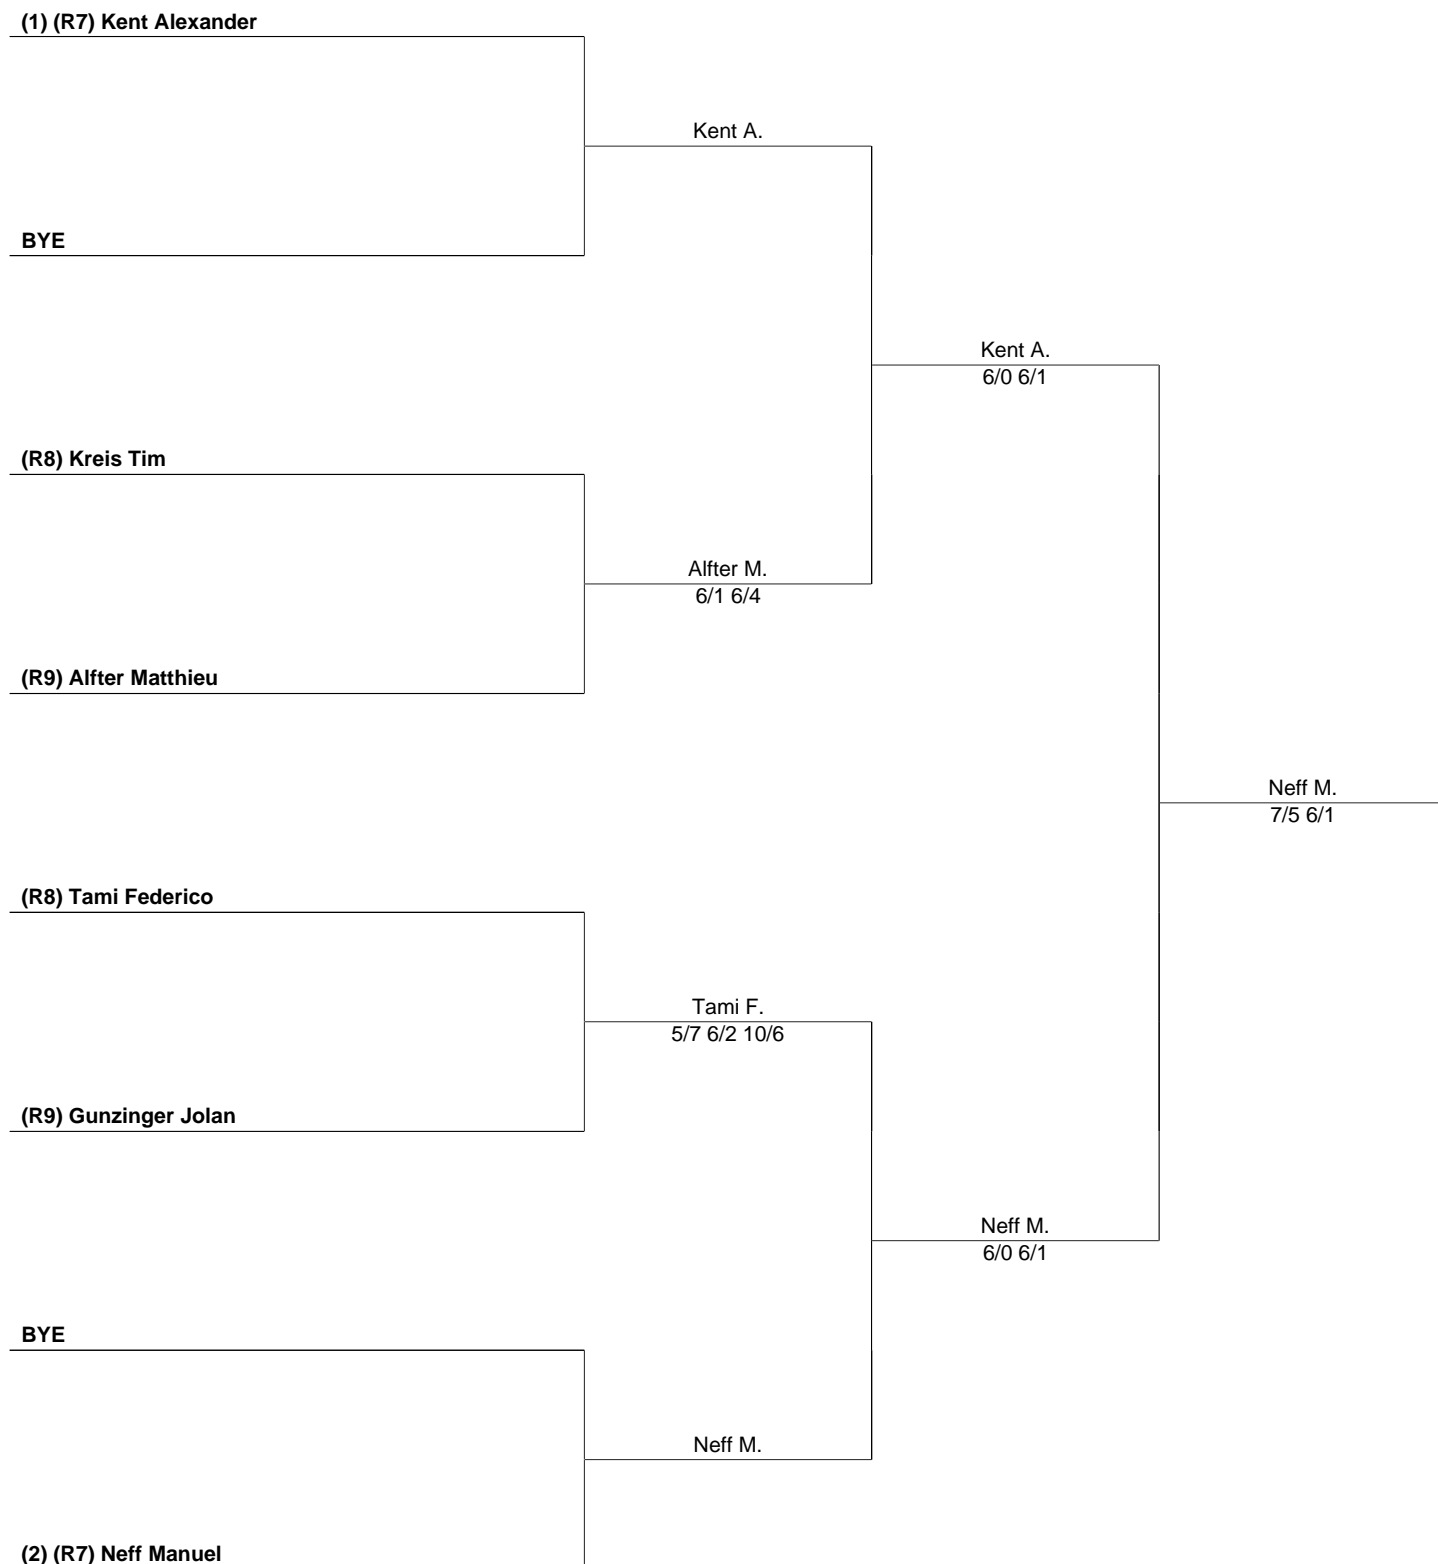 (1) (R7) Kent Alexander
Kent A.
BYE
Kent A.
6/0 6/1
(R8) Kreis Tim
Alfter M.
6/1 6/4
(R9) Alfter Matthieu
Neff M.
7/5 6/1
(R8) Tami Federico
Tami F.
5/7 6/2 10/6
(R9) Gunzinger Jolan
Neff M.
6/0 6/1
BYE
Neff M.
(2) (R7) Neff Manuel